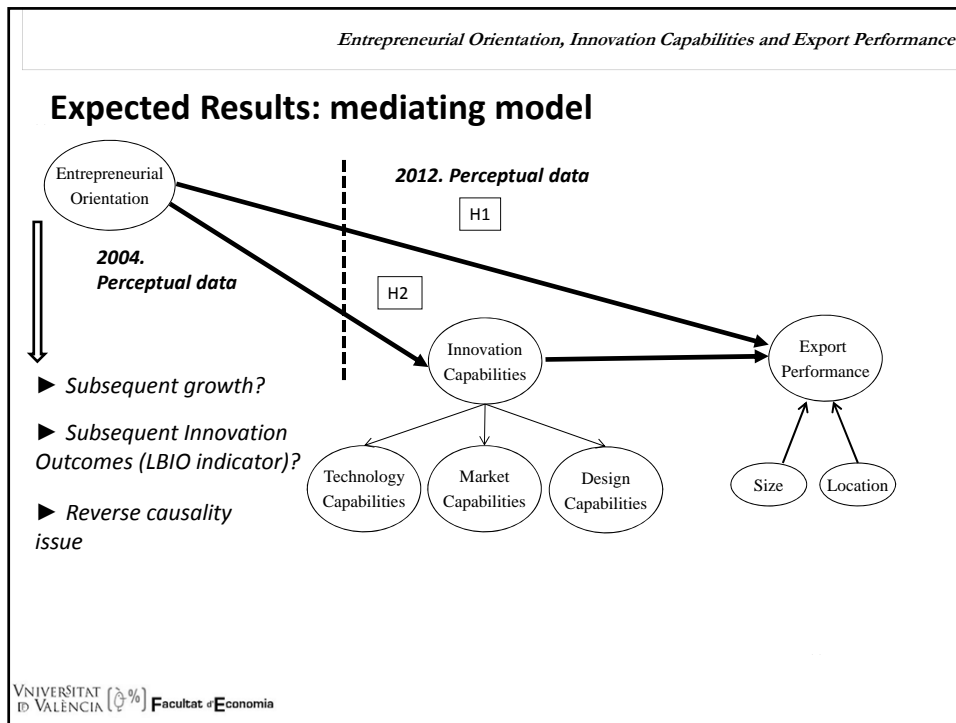 Entrepreneurial Orientation, Innovation Capabilities and Export Performance
Expected Results: mediating model
Entrepreneurial
Orientation
2012. Perceptual data
H1
2004.
Perceptual data
H2
Innovation
Capabilities
Export
Performance
► Subsequent growth?
► Subsequent Innovation
Outcomes (LBIO indicator)?
► Reverse causality
issue
Technology
Capabilities
Market
Capabilities
Design
Capabilities
Size
Location
VNIVERSITAT
ID VALÈNCIA
Facultat d'Economia